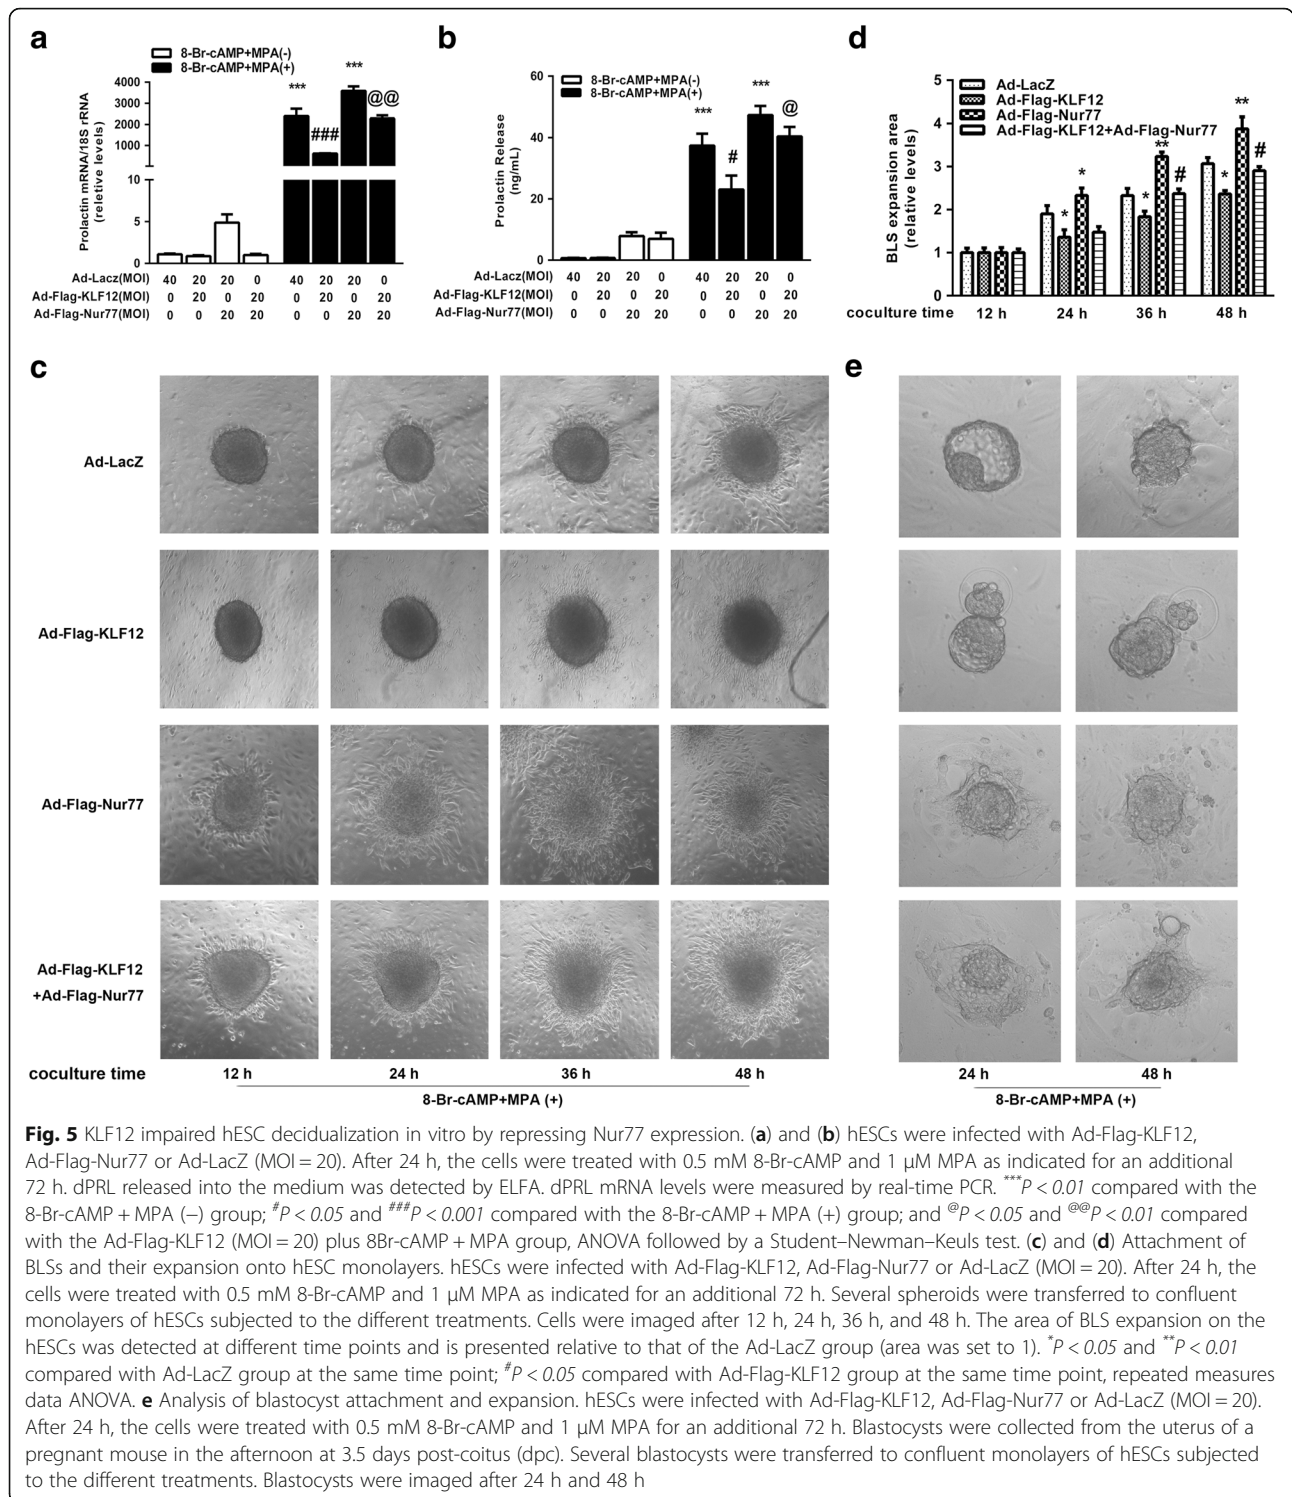 a
8-Br-cAMP+MPA(-)
8-Br-cAMP+MPA(+)
Prolactin mRNA/18S rRNA
(reletive levels)
4000
3000
2000
1000
10
5
0
***
###
***
@@
Ad-Lacz(MOI) 40 20 20 0 40 20 20 0
Ad-Flag-KLF12(MOI) 0 20 0 20 0 20 0 20
Ad-Flag-Nur77(MOI) 0 0 20 20 0 0 20 20
b
8-Br-cAMP+MPA(-)
8-Br-cAMP+MPA(+)
Prolactin Release
(ng/mL)
60
40
20
0
***
#
***
@
Ad-Lacz(MOI) 40 20 20 0 40 20 20 0
Ad-Flag-KLF12(MOI) 0 20 0 20 0 20 0 20
Ad-Flag-Nur77(MOI) 0 0 20 20 0 0 20 20
d
Ad-LacZ
Ad-Flag-KLF12
Ad-Flag-Nur77
Ad-Flag-KLF12+Ad-Flag-Nur77
BLS expansion area
(relative levels)
5
4
3
2
1
0
* *
* ** #
* ** #
coculture time 12 h 24 h 36 h 48 h
c
Ad-LacZ
Ad-Flag-KLF12
Ad-Flag-Nur77
Ad-Flag-KLF12
+Ad-Flag-Nur77
coculture time 12 h 24 h 36 h 48 h
8-Br-cAMP+MPA (+)
e
24 h 48 h
8-Br-cAMP+MPA (+)
Fig. 5 KLF12 impaired hESC decidualization in vitro by repressing Nur77 expression. (a) and (b) hESCs were infected with Ad-Flag-KLF12,
Ad-Flag-Nur77 or Ad-LacZ (MOI = 20). After 24 h, the cells were treated with 0.5 mM 8-Br-cAMP and 1 μM MPA as indicated for an additional
72 h. dPRL released into the medium was detected by ELFA. dPRL mRNA levels were measured by real-time PCR. ***P < 0.01 compared with the
8-Br-cAMP + MPA (−) group; #P < 0.05 and ###P < 0.001 compared with the 8-Br-cAMP + MPA (+) group; and @P < 0.05 and @@P < 0.01 compared
with the Ad-Flag-KLF12 (MOI = 20) plus 8Br-cAMP + MPA group, ANOVA followed by a Student–Newman–Keuls test. (c) and (d) Attachment of
BLSs and their expansion onto hESC monolayers. hESCs were infected with Ad-Flag-KLF12, Ad-Flag-Nur77 or Ad-LacZ (MOI = 20). After 24 h, the
cells were treated with 0.5 mM 8-Br-cAMP and 1 μM MPA as indicated for an additional 72 h. Several spheroids were transferred to confluent
monolayers of hESCs subjected to the different treatments. Cells were imaged after 12 h, 24 h, 36 h, and 48 h. The area of BLS expansion on the
hESCs was detected at different time points and is presented relative to that of the Ad-LacZ group (area was set to 1). *P < 0.05 and **P < 0.01
compared with Ad-LacZ group at the same time point; #P < 0.05 compared with Ad-Flag-KLF12 group at the same time point, repeated measures
data ANOVA. e Analysis of blastocyst attachment and expansion. hESCs were infected with Ad-Flag-KLF12, Ad-Flag-Nur77 or Ad-LacZ (MOI = 20).
After 24 h, the cells were treated with 0.5 mM 8-Br-cAMP and 1 μM MPA for an additional 72 h. Blastocysts were collected from the uterus of a
pregnant mouse in the afternoon at 3.5 days post-coitus (dpc). Several blastocysts were transferred to confluent monolayers of hESCs subjected
to the different treatments. Blastocysts were imaged after 24 h and 48 h